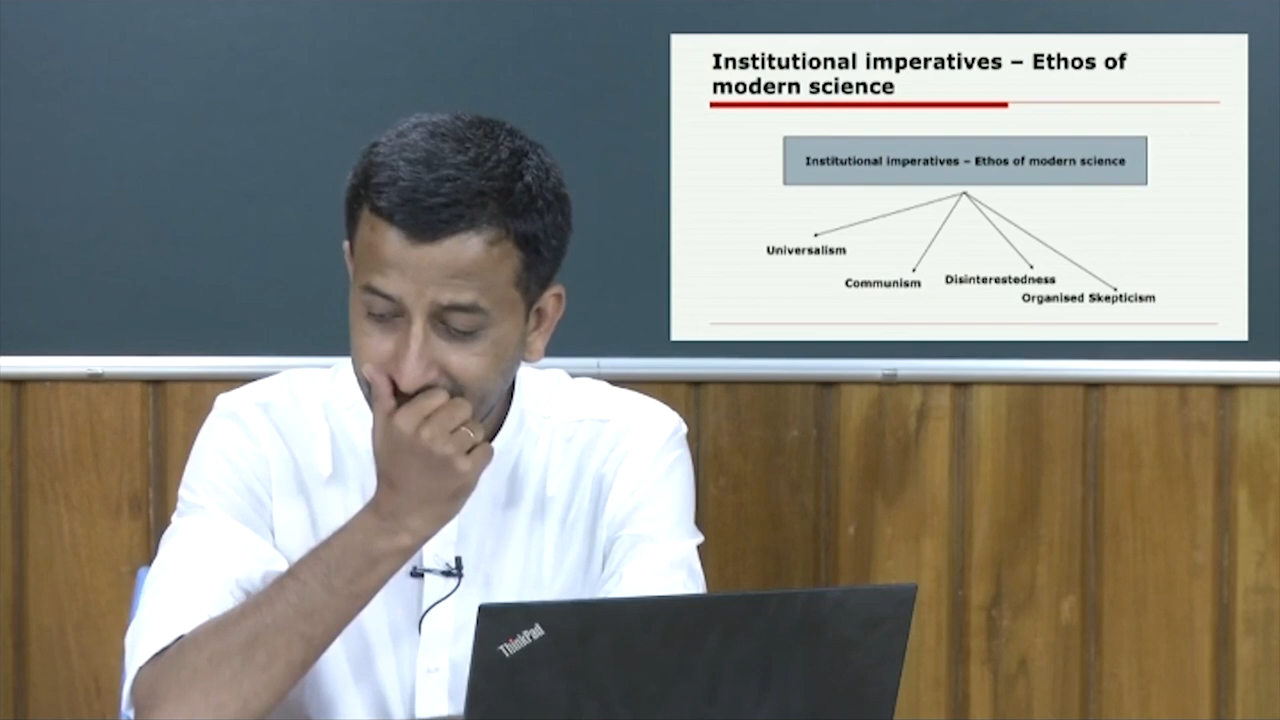 Institutional imperatives – Ethos of
modern science
Institutional imperatives – Ethos of modern science
Universalism
Communism
Disinterestedness
Organised Skepticism
ThinkPad